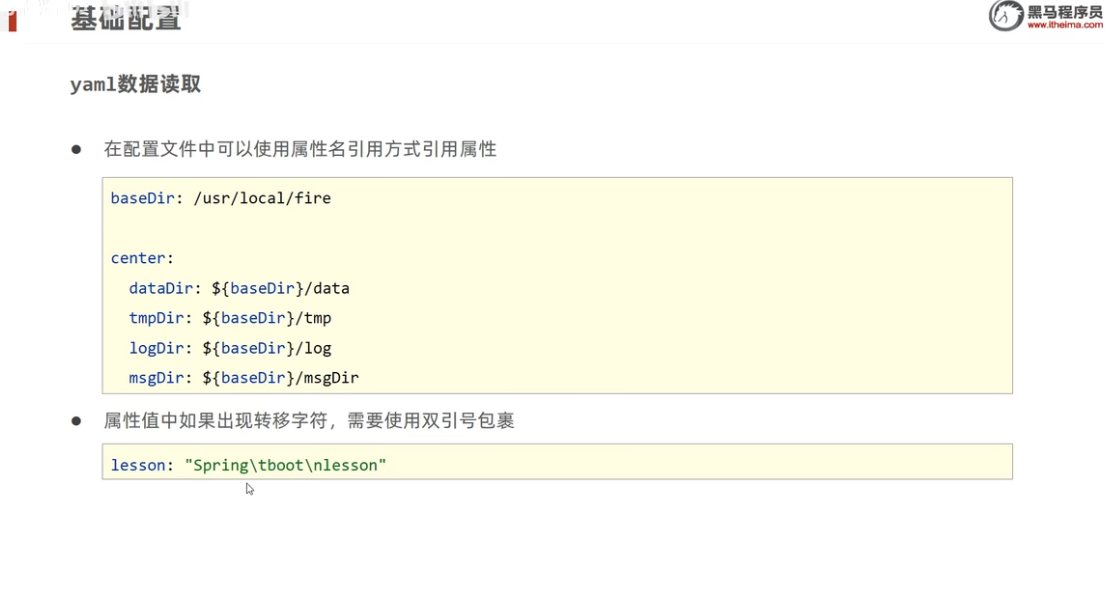 基础配置
黑马程序员
www.itheima.com
yaml数据读取
● 在配置文件中可以使用属性名引用方式引用属性
baseDir: /usr/local/fire
center:
  dataDir: ${baseDir}/data
  tmpDir: ${baseDir}/tmp
  logDir: ${baseDir}/log
  msgDir: ${baseDir}/msgDir
● 属性值中如果出现转移字符，需要使用双引号包裹
lesson: "Spring\tboot\nlesson"